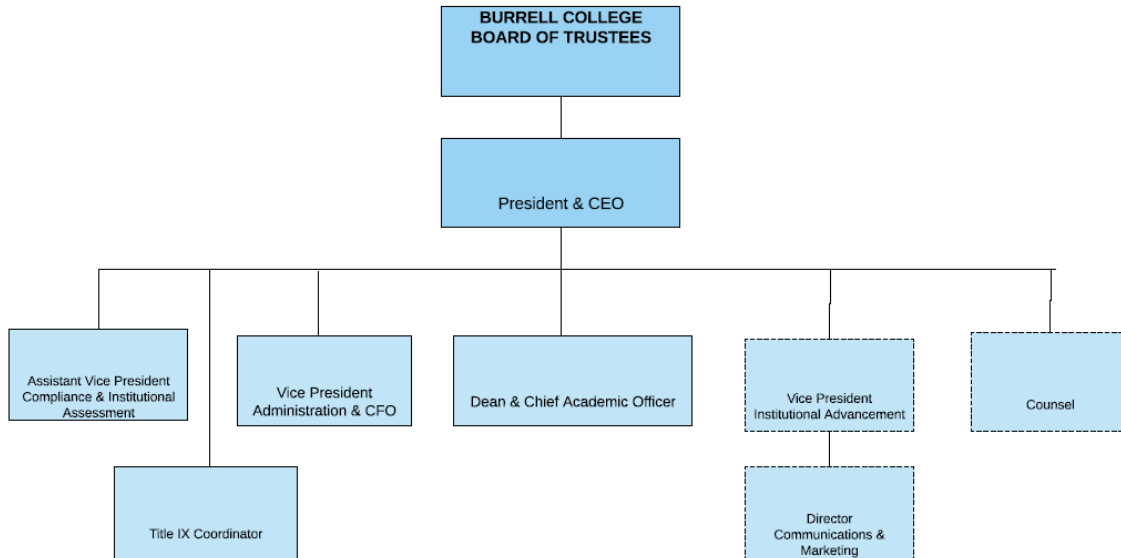 BURRELL COLLEGE
BOARD OF TRUSTEES
President & CEO
Assistant Vice President
Compliance & Institutional
Assessment
Vice President
Administration & CFO
Dean & Chief Academic Officer
Vice President
Institutional Advancement
Counsel
Title IX Coordinator
Director
Communications &
Marketing